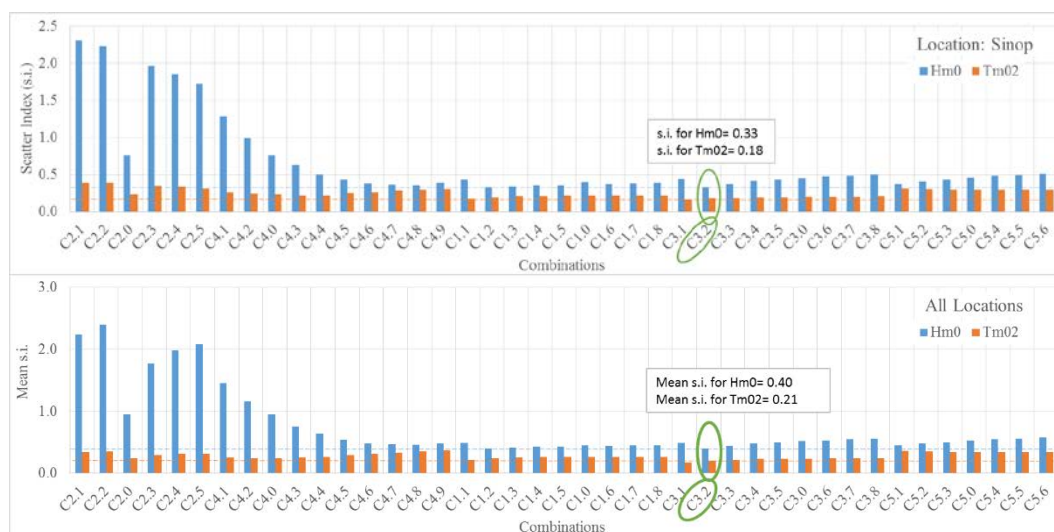 2.5
Location: Sinop
Hm0 Tm02
2.0
1.5
1.0
0.5
0.0
Scatter Index (s.i.)
s.i. for Hm0= 0.33
s.i. for Tm02= 0.18
C2.1 C2.2 C2.0 C2.3 C2.4 C2.5 C4.1 C4.2 C4.0 C4.3 C4.4 C4.5 C4.6 C4.7 C4.8 C4.9 C1.1 C1.2 C1.3 C1.4 C1.5 C1.0 C1.6 C1.7 C1.8 C3.1 C3.2 C3.3 C3.4 C3.5 C3.0 C3.6 C3.7 C3.8 C5.1 C5.2 C5.3 C5.0 C5.4 C5.5 C5.6
Combinations
3.0
All Locations
Hm0 Tm02
2.0
1.0
0.0
Mean s.i.
Mean s.i. for Hm0= 0.40
Mean s.i. for Tm02= 0.21
C2.1 C2.2 C2.0 C2.3 C2.4 C2.5 C4.1 C4.2 C4.0 C4.3 C4.4 C4.5 C4.6 C4.7 C4.8 C4.9 C1.1 C1.2 C1.3 C1.4 C1.5 C1.0 C1.6 C1.7 C1.8 C3.1 C3.2 C3.3 C3.4 C3.5 C3.0 C3.6 C3.7 C3.8 C5.1 C5.2 C5.3 C5.0 C5.4 C5.5 C5.6
Combinations